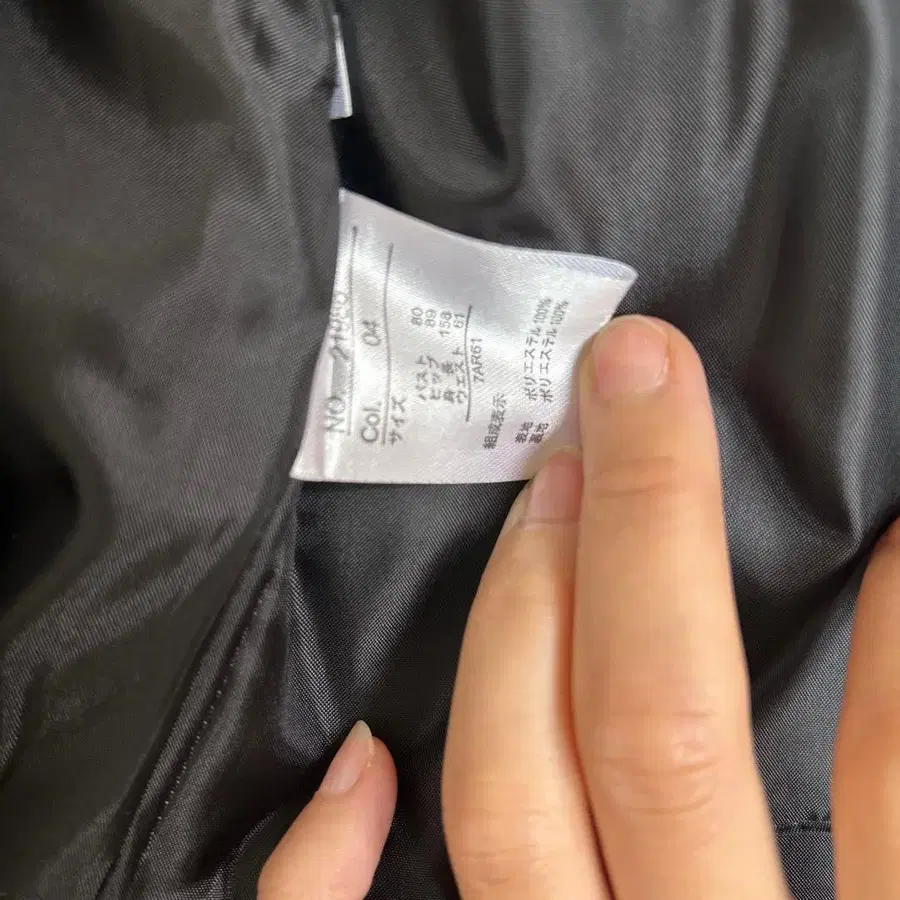 NO.
Col. 04
サイズ
バスト 80
ヒップ 89
身長 158
ウェスト 61
7AR61
組成表示
表地 ポリエステル 100%
裏地 ポリエステル 100%